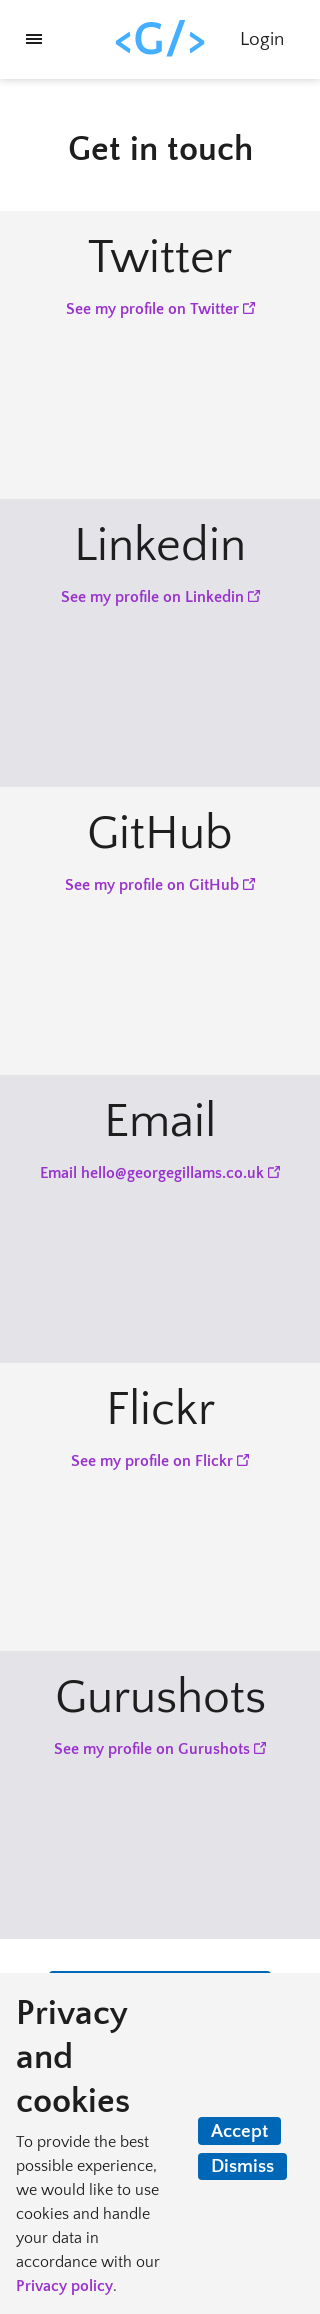 <G/>
Login
Get in touch
Twitter
See my profile on Twitter
Linkedin
See my profile on Linkedin
GitHub
See my profile on GitHub
Email
Email hello@georgegillams.co.uk
Flickr
See my profile on Flickr
Gurushots
See my profile on Gurushots
Privacy
and
cookies
To provide the best
possible experience,
we would like to use
cookies and handle
your data in
accordance with our
Privacy policy.
Accept
Dismiss